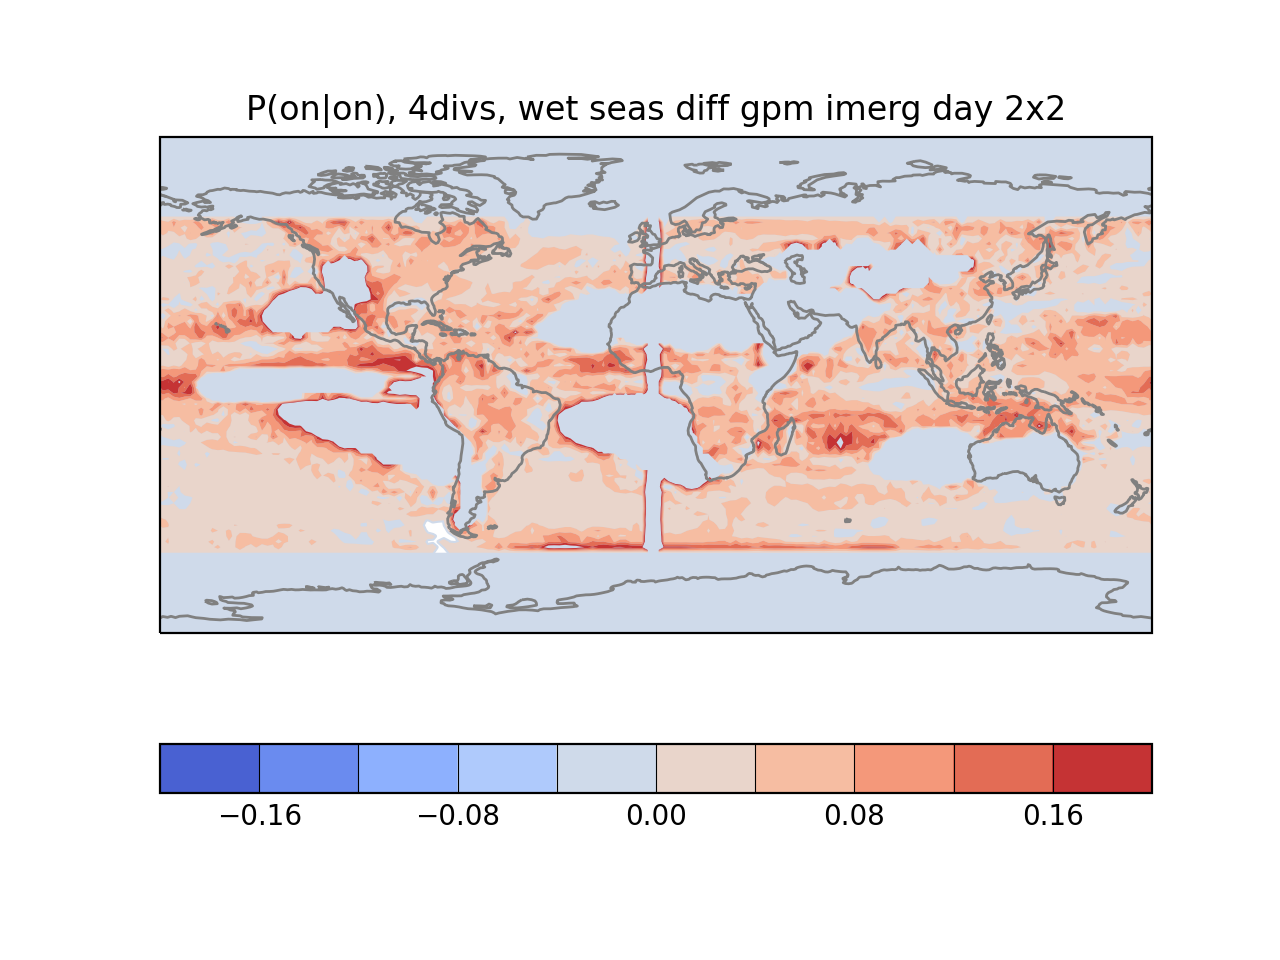 P(on|on), 4divs, wet seas diff gpm imerg day 2x2
−0.16 −0.08 0.00 0.08 0.16